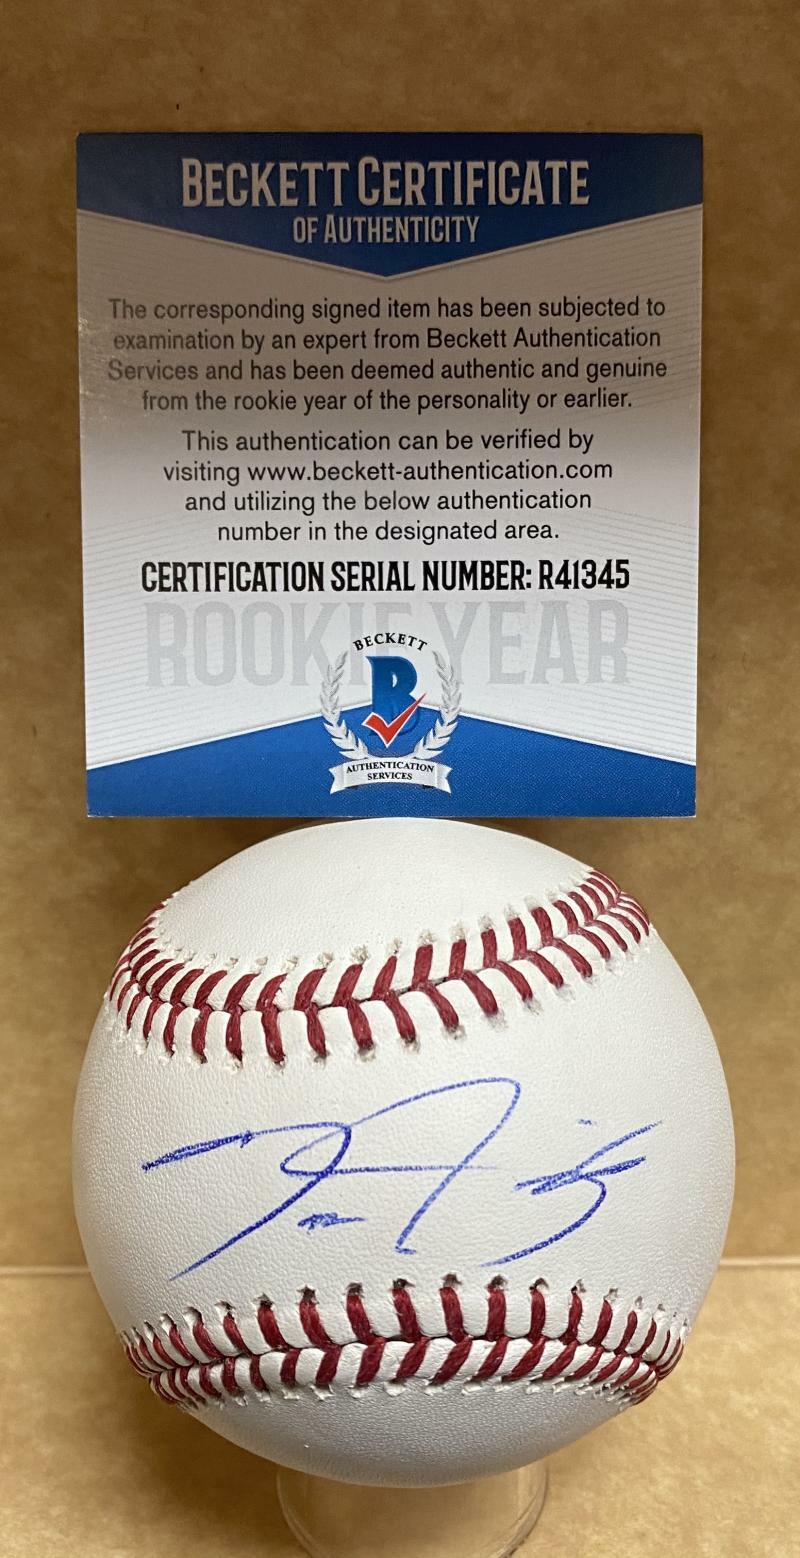 BECKETT CERTIFICATE
OF AUTHENTICITY
The corresponding signed item has been subjected to
examination by an expert from Beckett Authentication
Services and has been deemed authentic and genuine
from the rookie year of the personality or earlier.
This authentication can be verified by
visiting www.beckett-authentication.com
and utilizing the below authentication
number in the designated area.
CERTIFICATION SERIAL NUMBER: R41345
ROOKIE YEAR
BECKETT
B
AUTHENTICATION
SERVICES